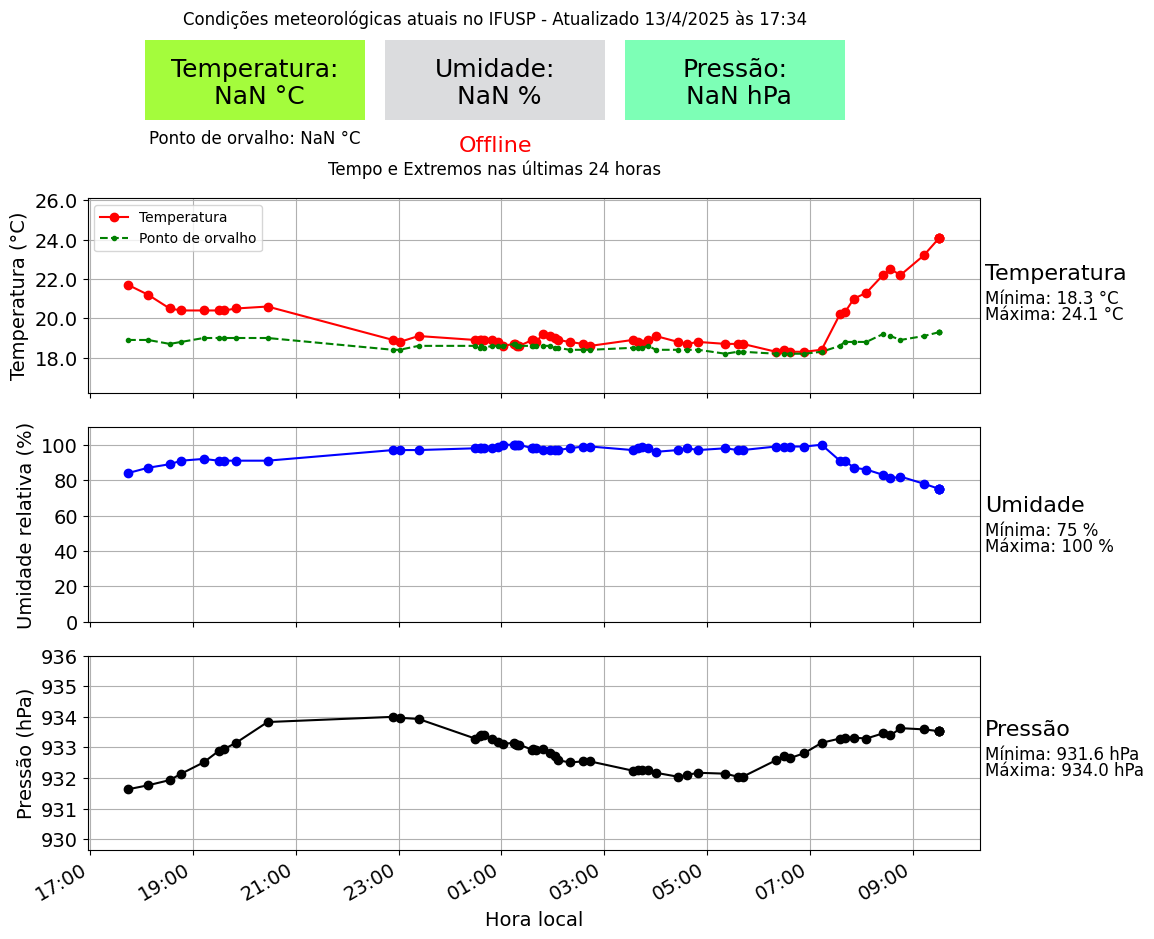 Condições meteorológicas atuais no IFUSP - Atualizado 13/4/2025 às 17:34
Temperatura:
NaN °C
Umidade:
NaN %
Pressão:
NaN hPa
Ponto de orvalho: NaN °C
Offline
Tempo e Extremos nas últimas 24 horas
Temperatura (°C)
26.0
24.0
22.0
20.0
18.0
Temperatura
Ponto de orvalho
Temperatura
Mínima: 18.3 °C
Máxima: 24.1 °C
Umidade relativa (%)
100
80
60
40
20
0
Umidade
Mínima: 75 %
Máxima: 100 %
Pressão (hPa)
936
935
934
933
932
931
930
Pressão
Mínima: 931.6 hPa
Máxima: 934.0 hPa
17:00
19:00
21:00
23:00
01:00
03:00
05:00
07:00
09:00
Hora local